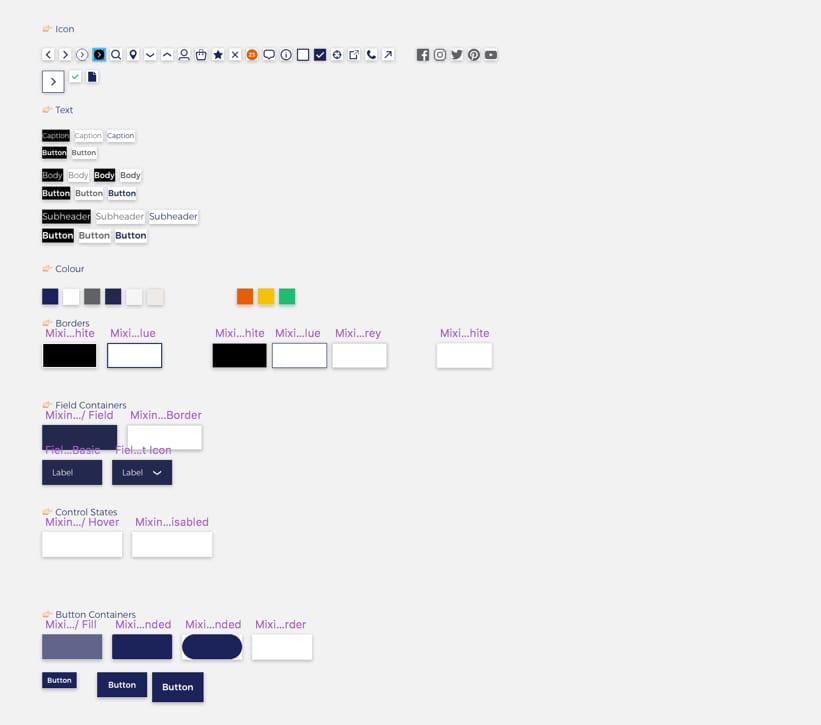 Icon
23
Text
Caption Caption Caption
Button Button
Body Body Body Body
Button Button Button
Subheader Subheader Subheader
Button Button Button
Colour
Borders
Mixi...hite Mixi...lue Mixi...hite Mixi...lue Mixi...rey Mixi...hite
Field Containers
Mixin.../ Field Mixin...Border
Fiel...Basic Fiel...t Icon
Label Label
Control States
Mixin.../ Hover Mixin...isabled
Button Containers
Mixi.../ Fill Mixi...nded Mixi...nded Mixi...rder
Button Button Button